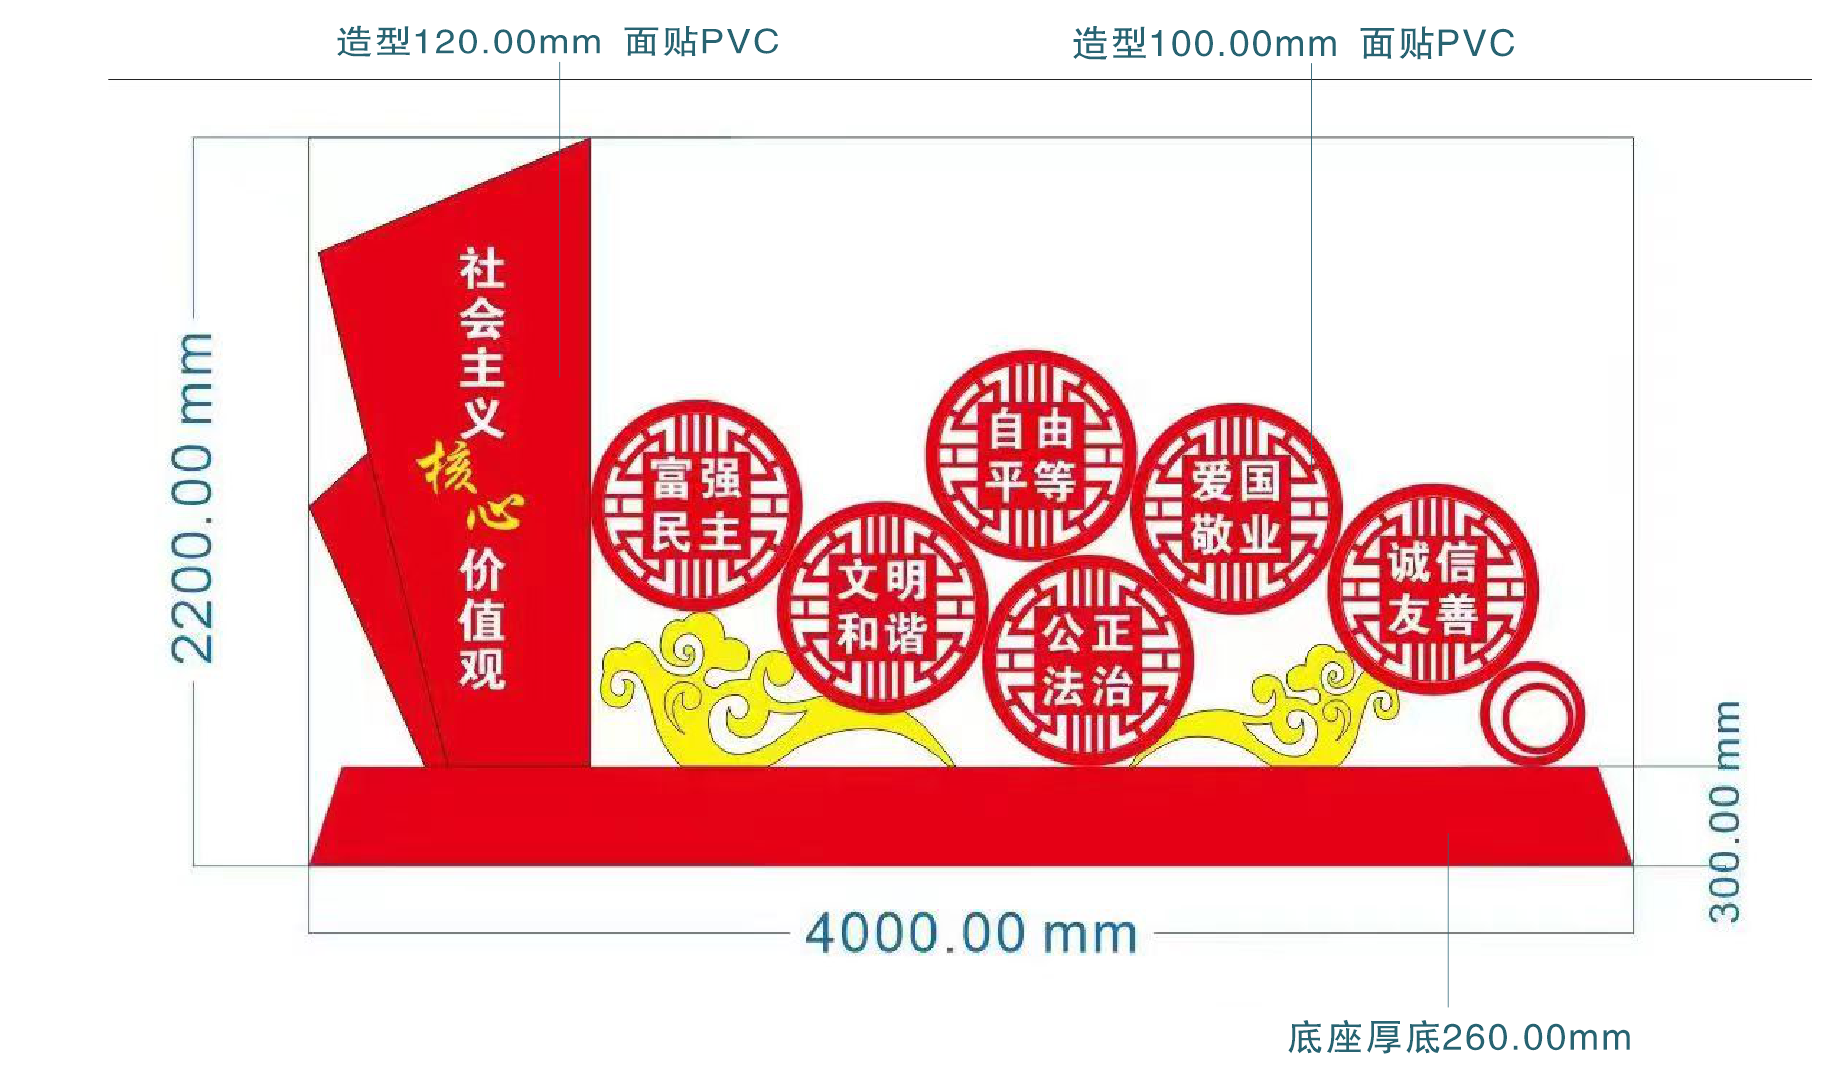 造型120.00mm 面贴PVC
造型100.00mm 面贴PVC
2200.00 mm
社会主义核心价值观
富强
民主
文明
和谐
自由
平等
公正
法治
爱国
敬业
诚信
友善
300.00 mm
4000.00 mm
底座厚底260.00mm